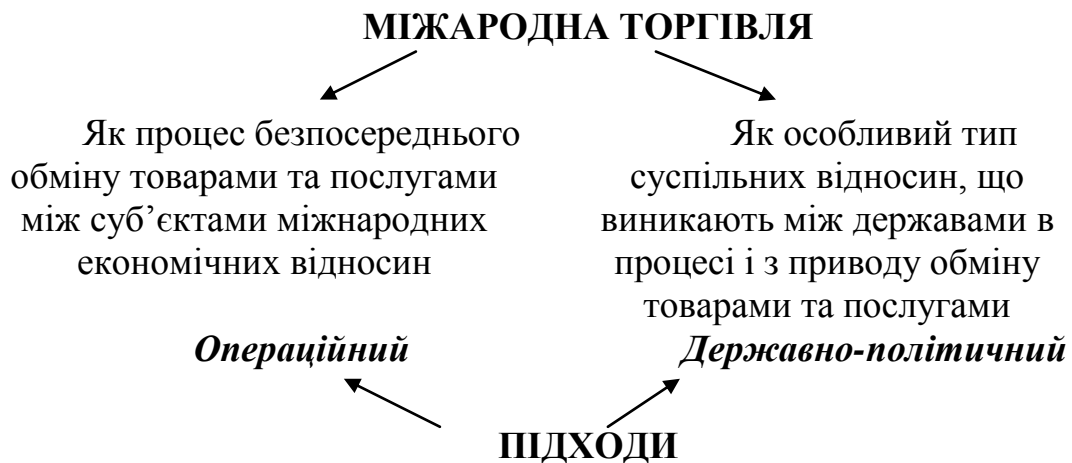 МІЖАРОДНА ТОРГІВЛЯ
Як процес безпосереднього
обміну товарами та послугами
між суб’єктами міжнародних
економічних відносин
Операційний
Як особливий тип
суспільних відносин, що
виникають між державами в
процесі і з приводу обміну
товарами та послугами
Державно-політичний
ПІДХОДИ